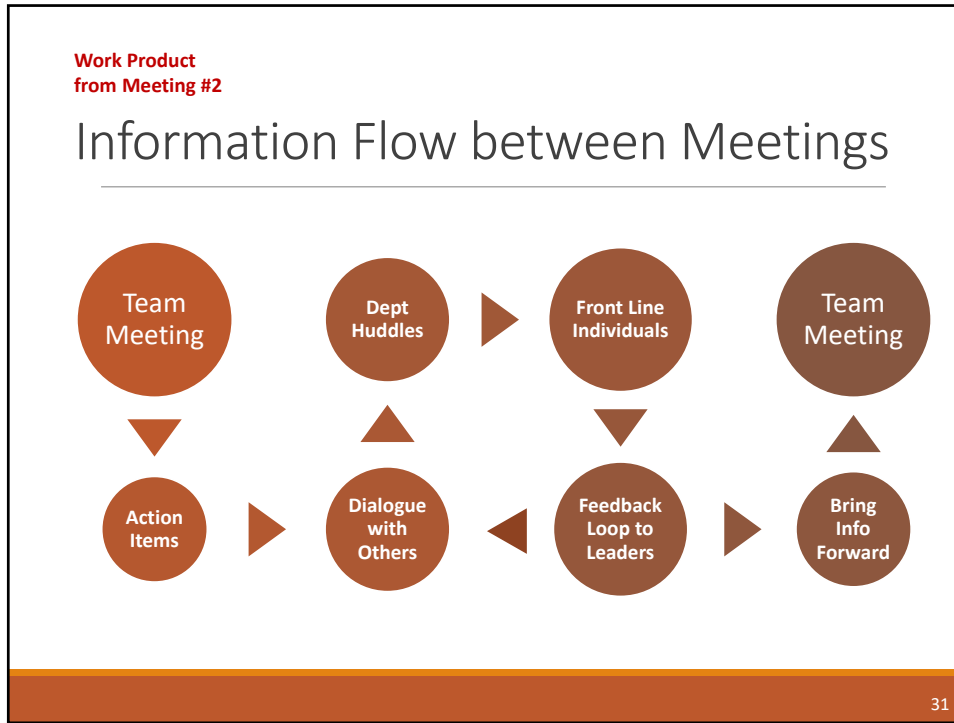 Work Product
from Meeting #2
Information Flow between Meetings
Team
Meeting
Dept
Huddles
Front Line
Individuals
Team
Meeting
Action
Items
Dialogue
with
Others
Feedback
Loop to
Leaders
Bring
Info
Forward
31